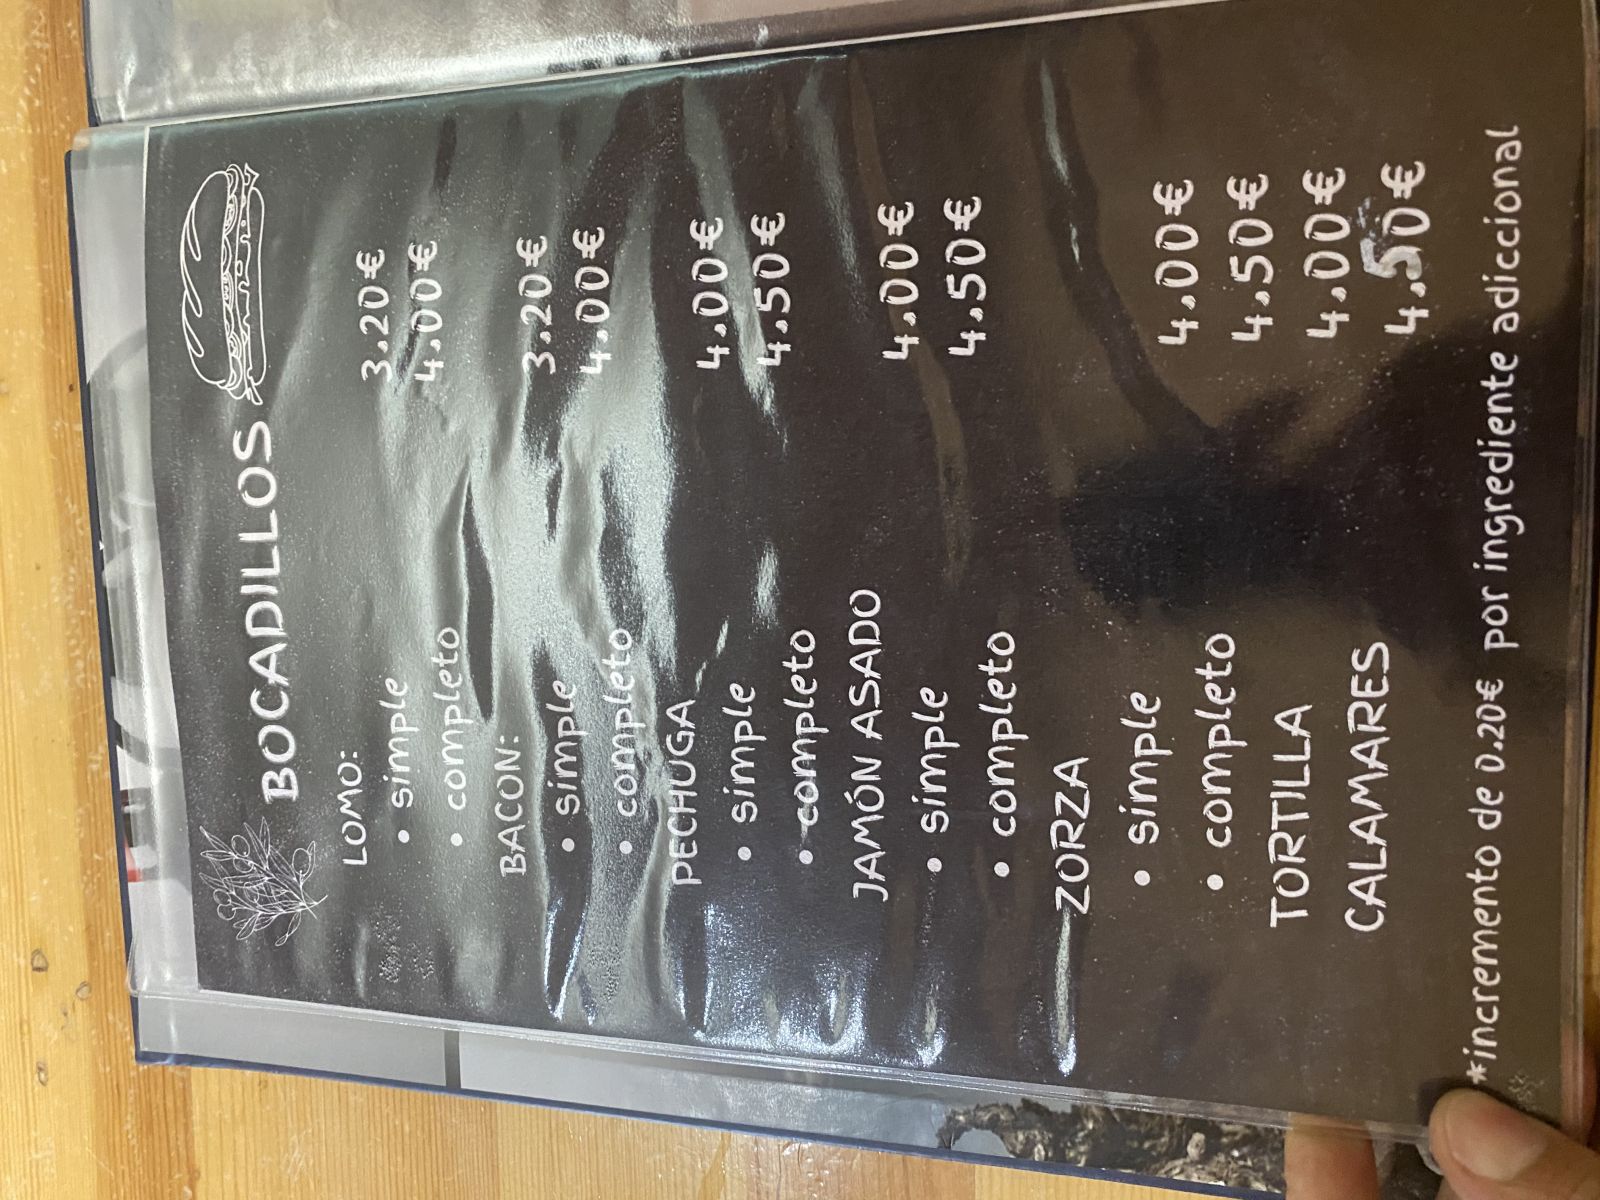 BOCADILLOS
LOMO:
• simple 3.20€
• completo 4.00€
BACON:
• simple 3.20€
• completo 4.00€
PECHUGA
• simple 4.00€
• completo 4.50€
JAMÓN ASADO
• simple 4.00€
• completo 4.50€
ZORZA
• simple 4.00€
• completo 4.50€
TORTILLA 4.00€
CALAMARES 4.50€
*incremento de 0.20€ por ingrediente adiccional